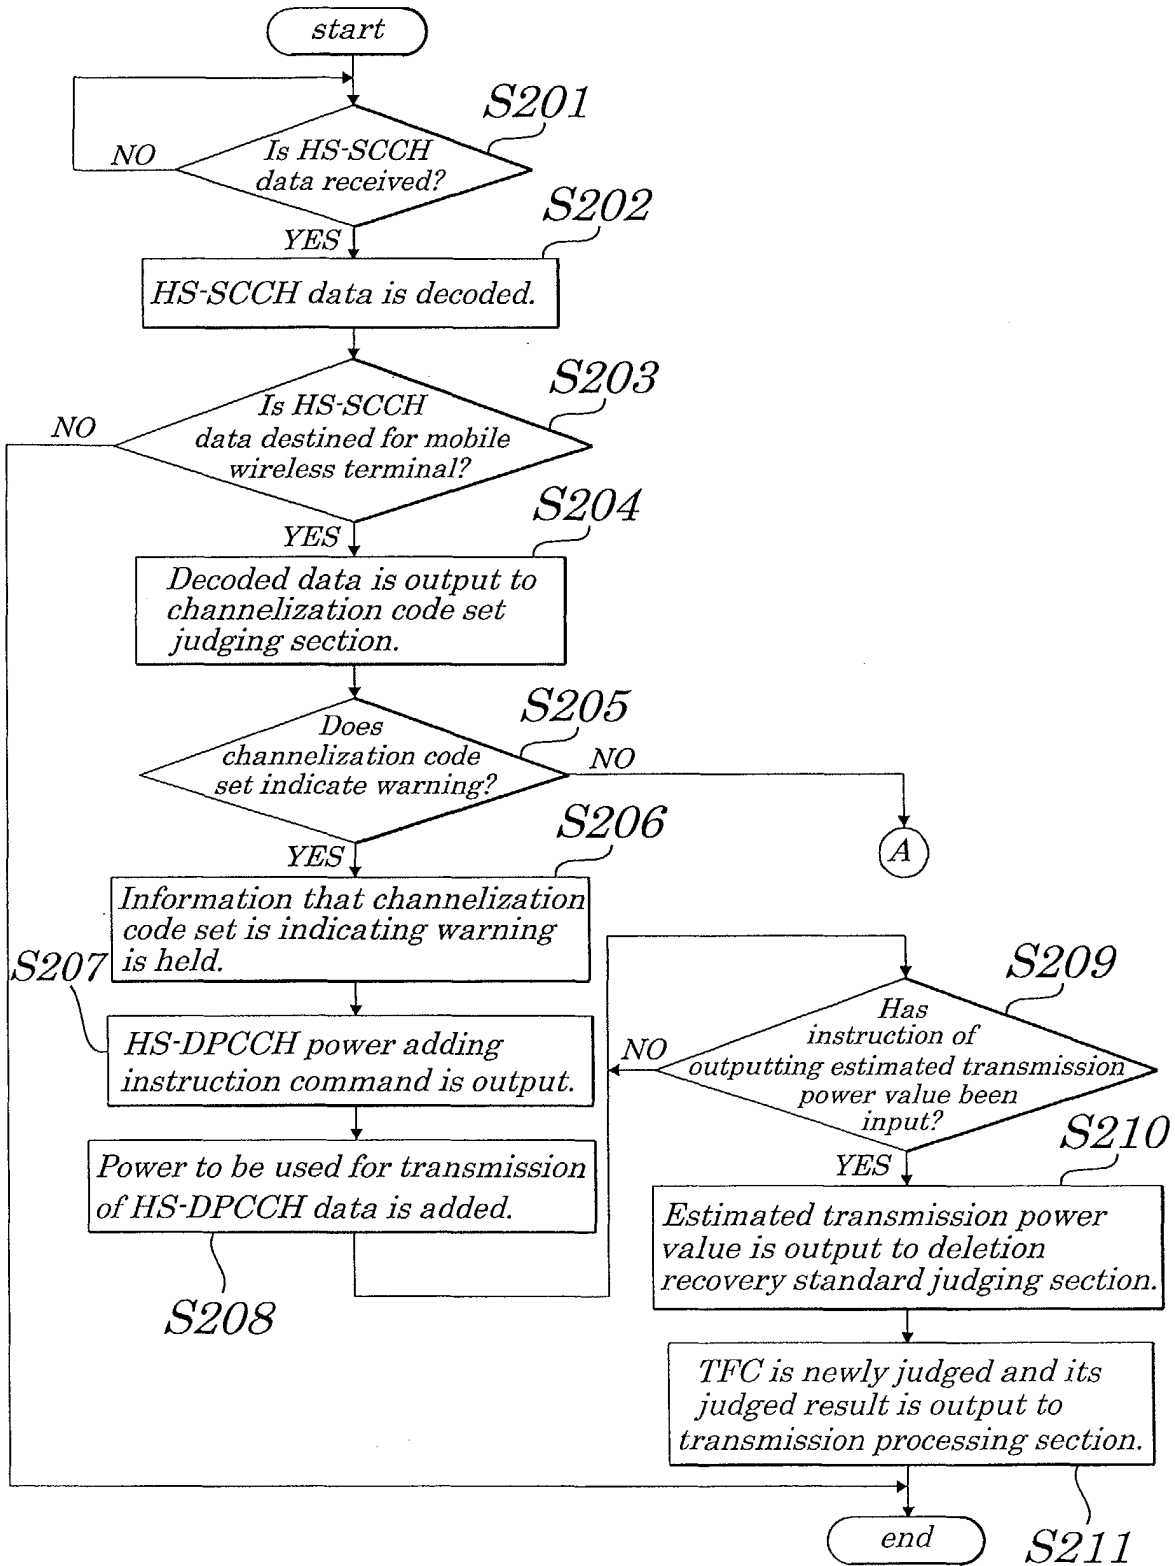 start
S201
NO
Is HS-SCCH
data received?
S202
YES
HS-SCCH data is decoded.
S203
NO
Is HS-SCCH
data destined for mobile
wireless terminal?
S204
YES
Decoded data is output to
channelization code set
judging section.
S205
Does
channelization code
set indicate warning?
NO
S206
YES
A
Information that channelization
code set is indicating warning
is held.
S207
HS-DPCCH power adding
instruction command is output.
Power to be used for transmission
of HS-DPCCH data is added.
S208
S209
NO
Has
instruction of
outputting estimated transmission
power value been
input?
S210
YES
Estimated transmission power
value is output to deletion
recovery standard judging section.
TFC is newly judged and its
judged result is output to
transmission processing section.
end
S211